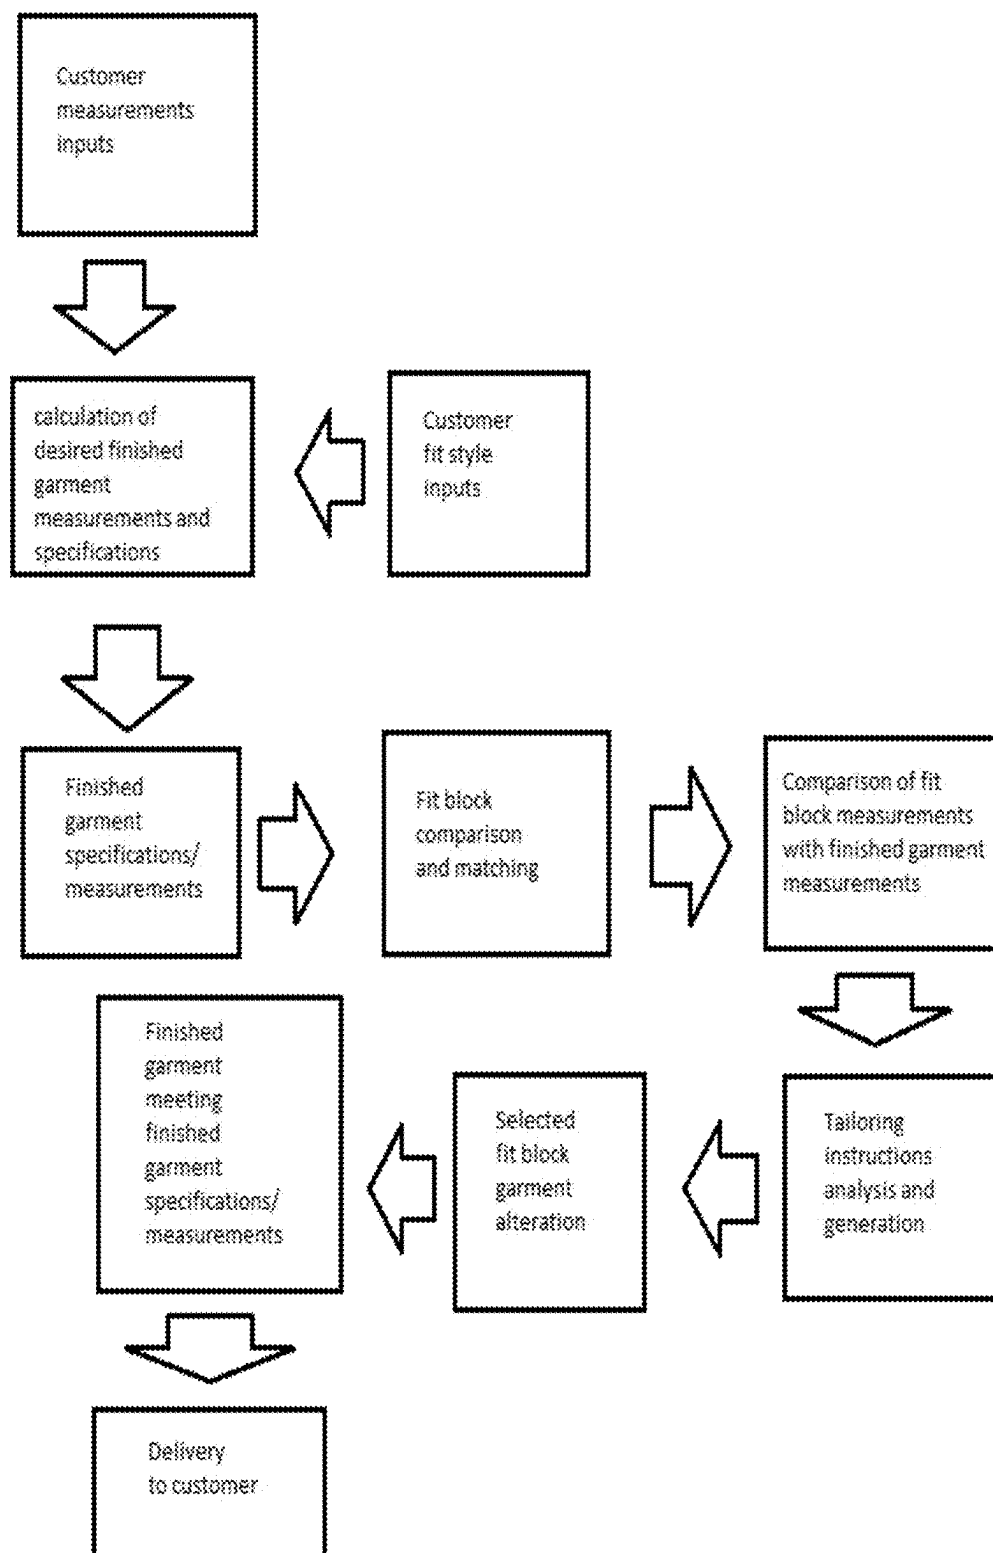 Customer
measurements
inputs
calculation of
desired finished
garment
measurements and
specifications
Customer
fit style
inputs
Finished
garment
specifications/
measurements
Fit block
comparison
and matching
Comparison of fit
block measurements
with finished garment
measurements
Tailoring
instructions
analysis and
generation
Selected
fit block
garment
alteration
Finished
garment
meeting
finished
garment
specifications/
measurements
Delivery
to customer